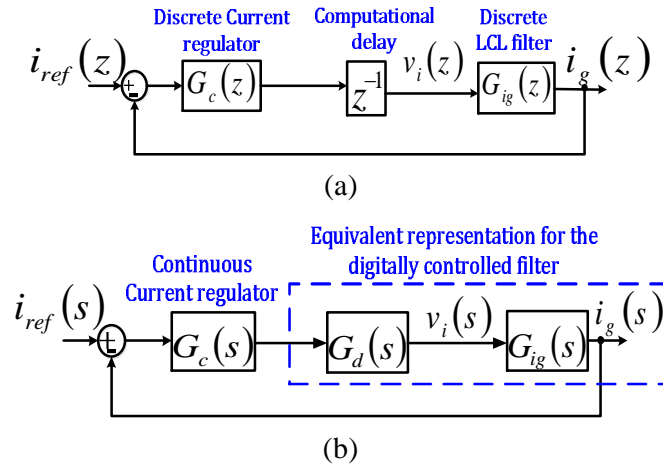 Discrete Current
regulator
Computational
delay
Discrete
LCL filter
i_ref(z)
+
-
G_c(z)
z^-1
v_i(z)
G_ig(z)
i_g(z)
(a)
Equivalent representation for the
digitally controlled filter
Continuous
Current regulator
i_ref(s)
+
-
G_c(s)
G_d(s)
v_i(s)
G_ig(s)
i_g(s)
(b)